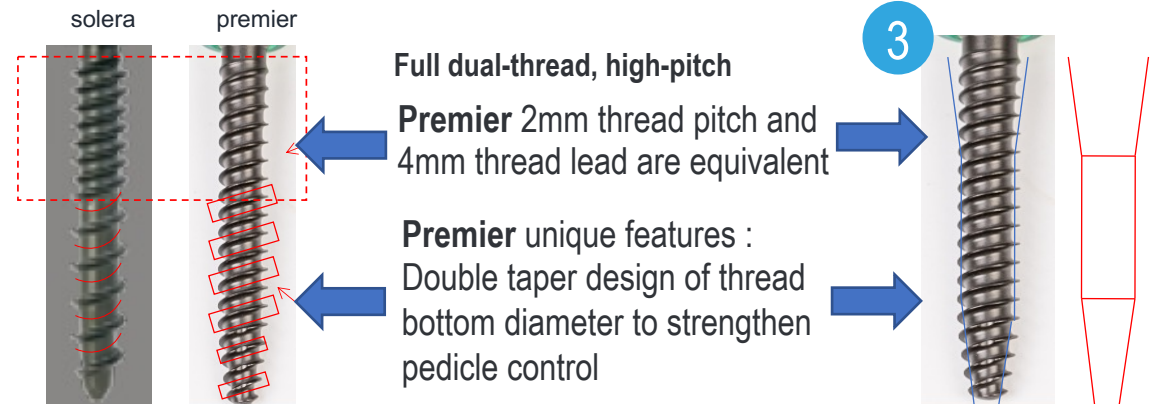 solera
premier
Full dual-thread, high-pitch
3
Premier 2mm thread pitch and
4mm thread lead are equivalent
Premier unique features :
Double taper design of thread
bottom diameter to strengthen
pedicle control